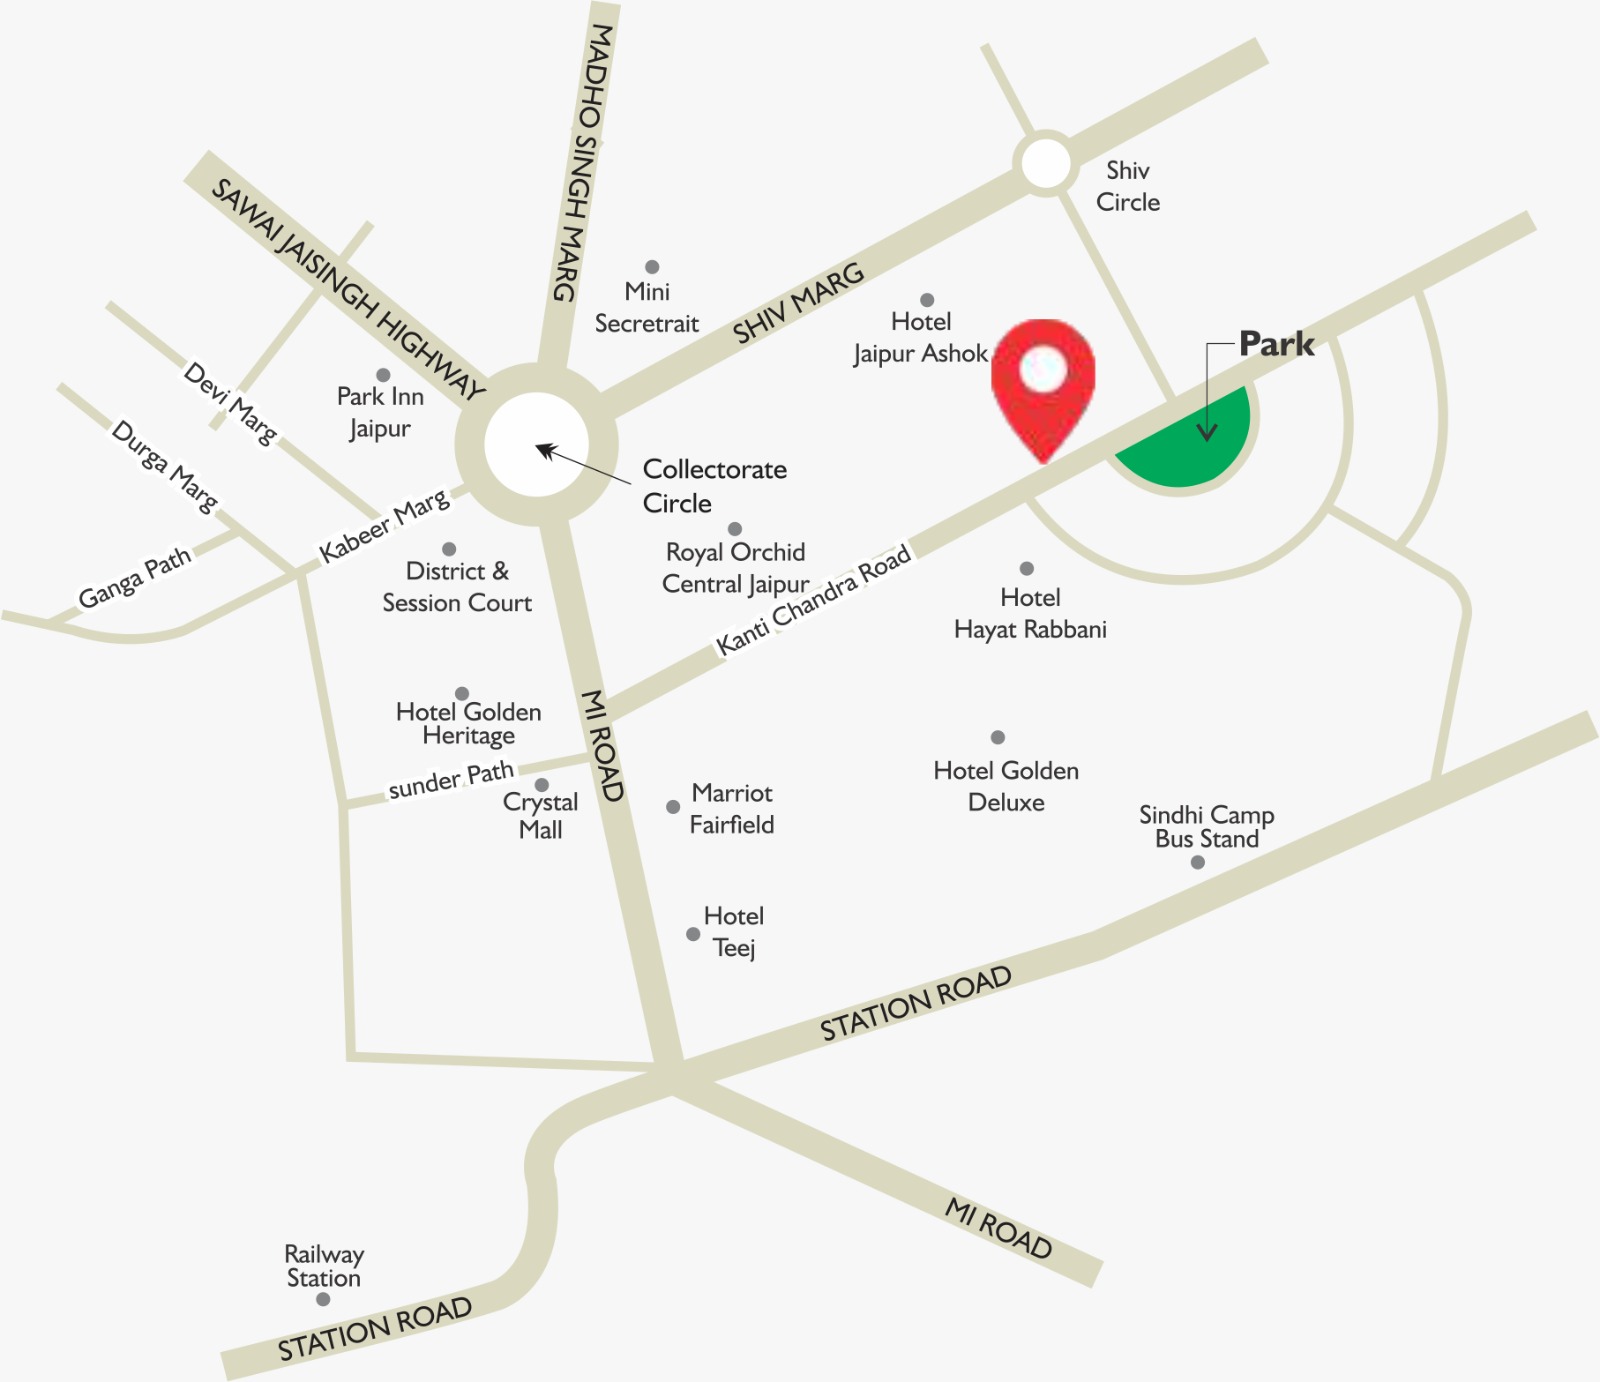 MADHO SINGH MARG
SAWAI JAISINGH HIGHWAY
Shiv
Circle
Mini
Secretrait
SHIV MARG
Hotel
Jaipur Ashok
Park
Devi Marg
Park Inn
Jaipur
Durga Marg
Collectorate
Circle
Kabeer Marg
Ganga Path
District &
Session Court
Royal Orchid
Central Jaipur
Kanti Chandra Road
Hotel
Hayat Rabbani
Hotel Golden
Heritage
MI ROAD
sunder Path
Crystal
Mall
Marriot
Fairfield
Hotel Golden
Deluxe
Sindhi Camp
Bus Stand
Hotel
Teej
STATION ROAD
MI ROAD
Railway
Station
STATION ROAD